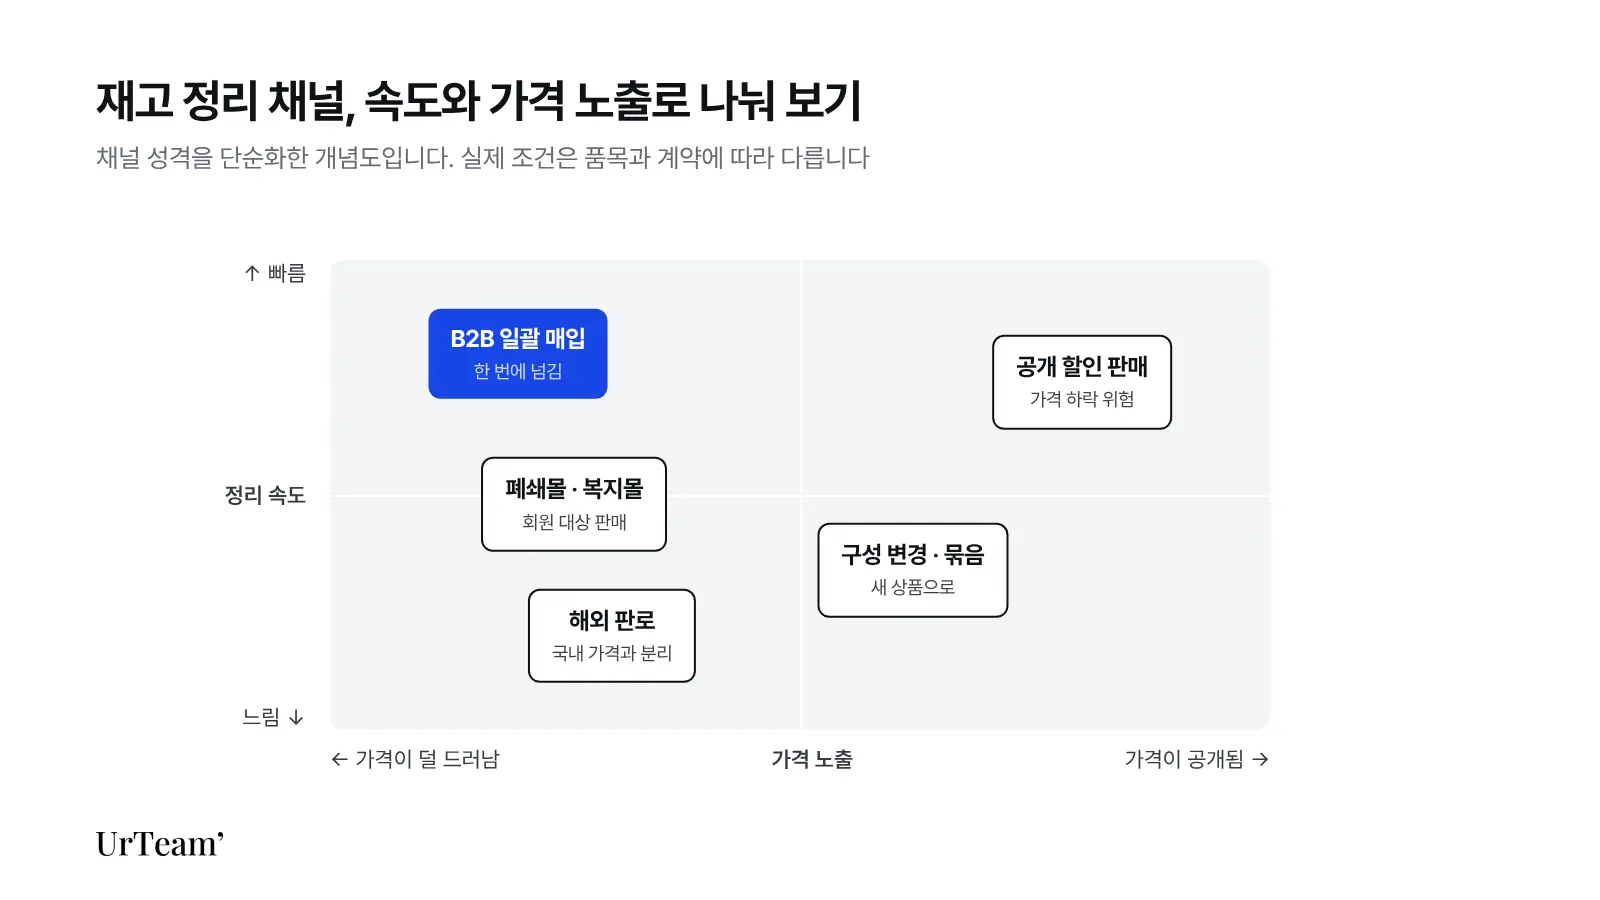 재고 정리 채널, 속도와 가격 노출로 나눠 보기
채널 성격을 단순화한 개념도입니다. 실제 조건은 품목과 계약에 따라 다릅니다
↑ 빠름
B2B 일괄 매입
한 번에 넘김
공개 할인 판매
가격 하락 위험
정리 속도
폐쇄몰 · 복지몰
회원 대상 판매
구성 변경 · 묶음
새 상품으로
해외 판로
국내 가격과 분리
느림 ↓
← 가격이 덜 드러남
가격 노출
가격이 공개됨 →
UrTeam’